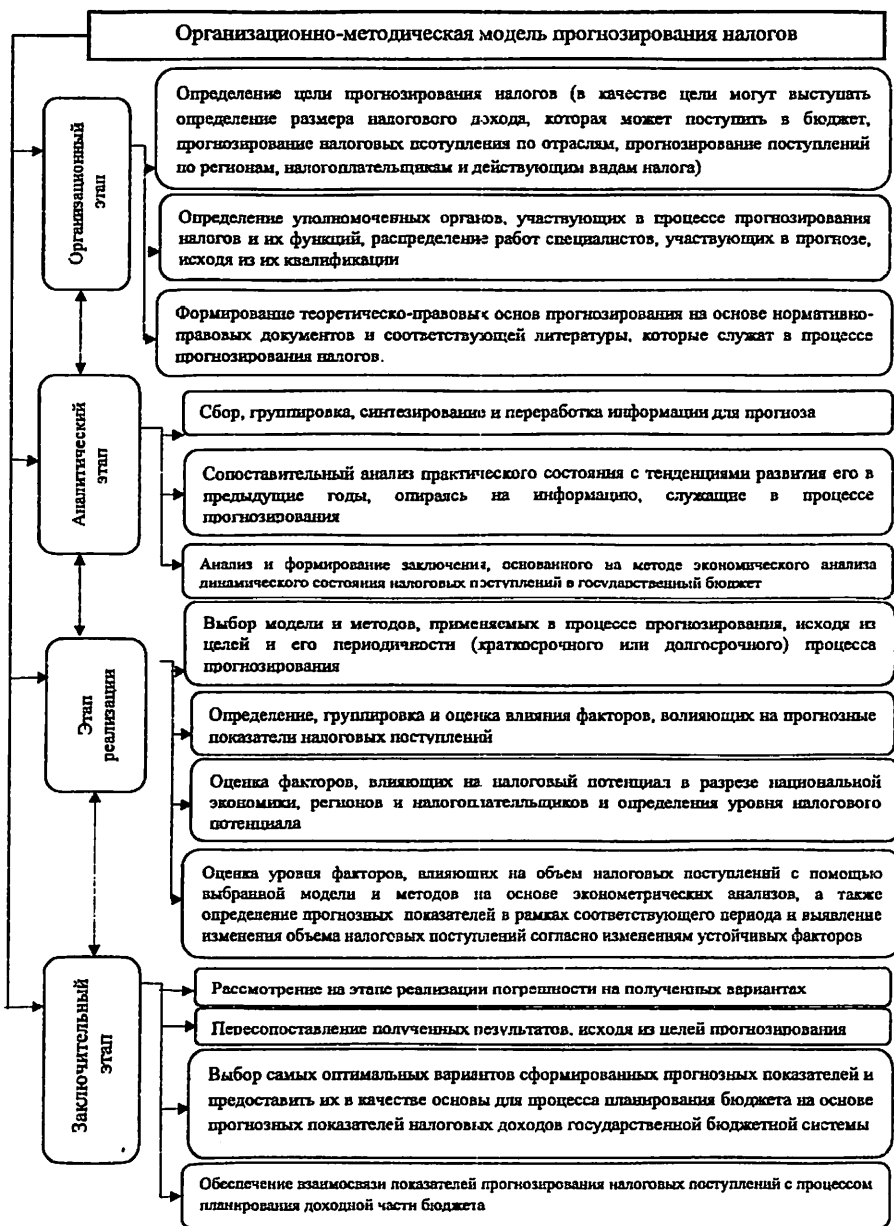 Организационно-методическая модель прогнозирования налогов
Организационный
этап
Определение цели прогнозирования налогов (в качестве цели могут выступать
определение размера налогового дохода, которая может поступить в бюджет,
прогнозирование налоговых псотупления по отраслям, прогнозирование поступлений
по регионам, налогоплательщикам и действующим видам налога)
Определение уполномоченных органов, участвующих в процессе прогнозирования
налогов и их функций, распределение работ специалистов, участвующих в прогнозе,
исходя из их квалификации
Формирование теоретическо-правовых основ прогнозирования на основе нормативно-
правовых документов и соответствующей литературы, которые служат в процессе
прогнозирования налогов.
Аналитический
этап
Сбор, группировка, синтезирование и переработка информации для прогноза
Сопоставительный анализ практического состояния с тенденциями развития его в
предыдущие годы, опираясь на информацию, служащие в процессе
прогнозирования
Анализ и формирование заключения, основанного на методе экономического анализа
динамического состояния налоговых поступлений в государственный бюджет
Этап
реализации
Выбор модели и методов, применяемых в процессе прогнозирования, исходя из
целей и его периодичности (краткосрочного или долгосрочного) процесса
прогнозирования
Определение, группировка и оценка влияния факторов, волияющих на прогнозные
показатели налоговых поступлений
Оценка факторов, влияющих на налоговый потенциал в разрезе национальной
экономики, регионов и налогоплателльщиков и определения уровня налогового
потенциала
Оценка уровня факторов, влияющих на объем налоговых поступлений с помощью
выбранной модели и методов на основе эконометрических анализов, а также
определение прогнозных показателей в рамках соответствующего периода и выявление
изменения объема налоговых поступлений согласно изменениям устойчивых факторов
Заключительный
этап
Рассмотрение на этапе реализации погрешности на полученных вариантах
Пересопоставление полученных результатов, исходя из целей прогнозирования
Выбор самых оптимальных вариантов сформированных прогнозных показателей и
предоставить их в качестве основы для процесса планирования бюджета на основе
прогнозных показателей налоговых доходов государственной бюджетной системы
Обеспечение взаимосвязи показателей прогнозирования налоговых поступлений с процессом
планирования доходной части бюджета